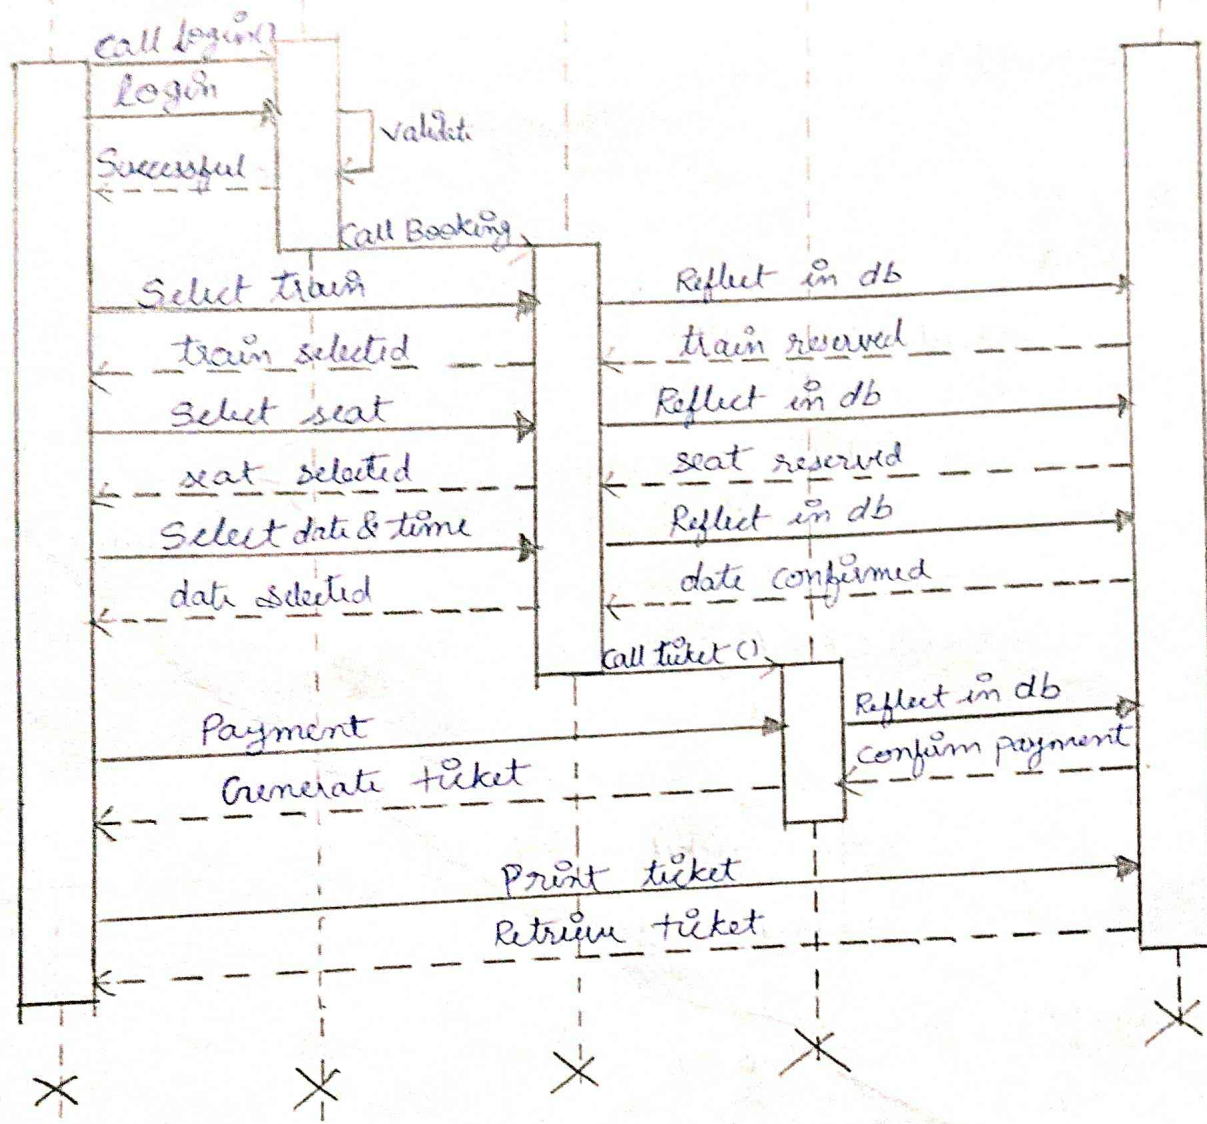 Call login()
login
Validate
Successful
Call Booking
Select train
Reflect in db
train selected
train reserved
Select seat
Reflect in db
seat selected
seat reserved
Select date & time
Reflect in db
date selected
date confirmed
Call ticket ()
Payment
Reflect in db
Confirm payment
Generate ticket
Print ticket
Retrieve ticket